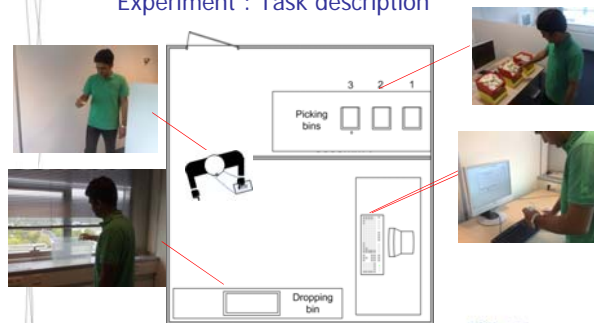 Experiment : Task description
3 2 1
Picking
bins
Dropping
bin